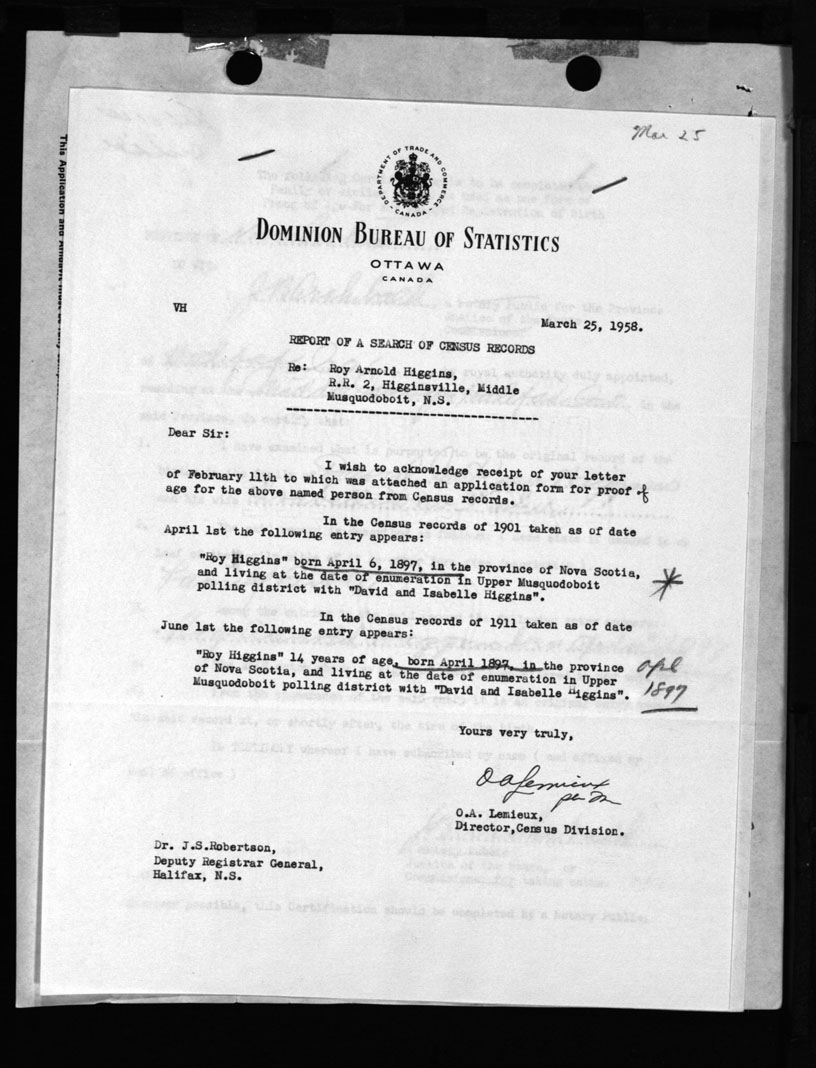 Mar 25
This Application and Affidavit must
DEPARTMENT OF TRADE AND COMMERCE
CANADA
DOMINION BUREAU OF STATISTICS
OTTAWA
CANADA
VH
March 25, 1958.
REPORT OF A SEARCH OF CENSUS RECORDS
Re: Roy Arnold Higgins,
R.R. 2, Higginsville, Middle
Musquodoboit, N.S.
Dear Sir:
I wish to acknowledge receipt of your letter
of February 11th to which was attached an application form for proof of
age for the above named person from Census records.
In the Census records of 1901 taken as of date
April 1st the following entry appears:
"Roy Higgins" born April 6, 1897, in the province of Nova Scotia,
and living at the date of enumeration in Upper Musquodoboit
polling district with "David and Isabelle Higgins".
In the Census records of 1911 taken as of date
June 1st the following entry appears:
"Roy Higgins" 14 years of age, born April 1897, in the province
of Nova Scotia, and living at the date of enumeration in Upper
Musquodoboit polling district with "David and Isabelle Higgins".
apl
1897
Yours very truly,
O A Lemieux
per
O.A. Lemieux,
Director,Census Division.
Dr. J.S.Robertson,
Deputy Registrar General,
Halifax, N.S.